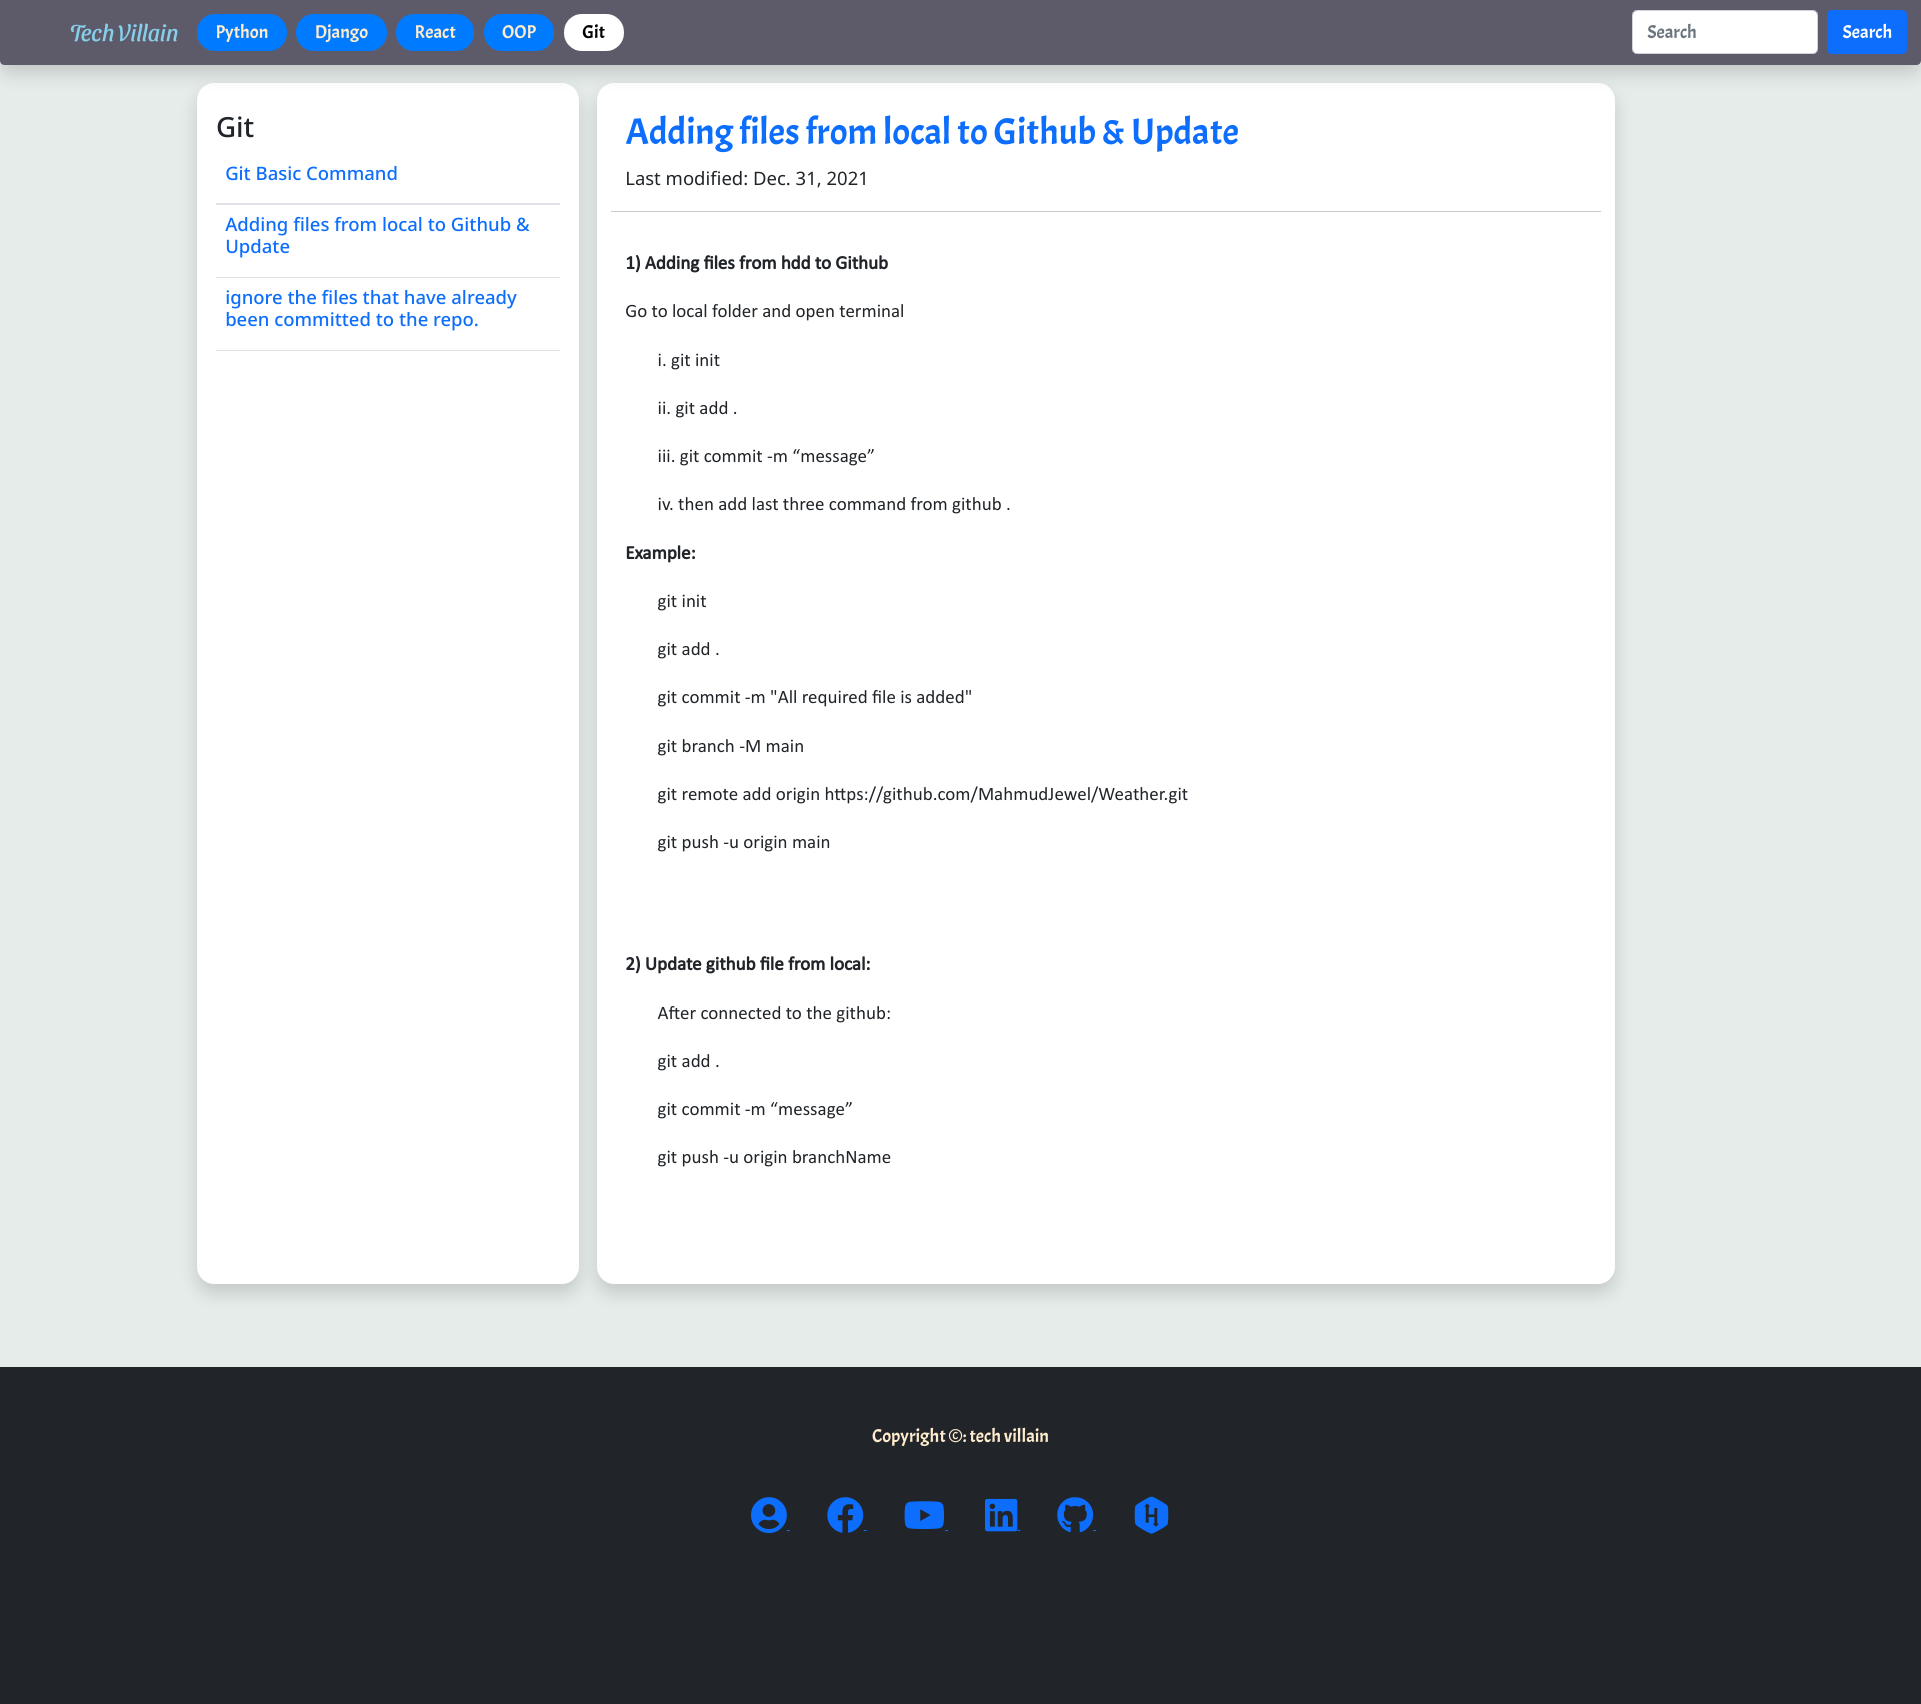 Tech Villain
Python
Django
React
OOP
Git
Search
Search
Git
Git Basic Command
Adding files from local to Github &
Update
ignore the files that have already
been committed to the repo.
Adding files from local to Github & Update
Last modified: Dec. 31, 2021
1) Adding files from hdd to Github
Go to local folder and open terminal
i. git init
ii. git add .
iii. git commit -m “message”
iv. then add last three command from github .
Example:
git init
git add .
git commit -m "All required file is added"
git branch -M main
git remote add origin https://github.com/MahmudJewel/Weather.git
git push -u origin main
2) Update github file from local:
After connected to the github:
git add .
git commit -m “message”
git push -u origin branchName
Copyright ©: tech villain